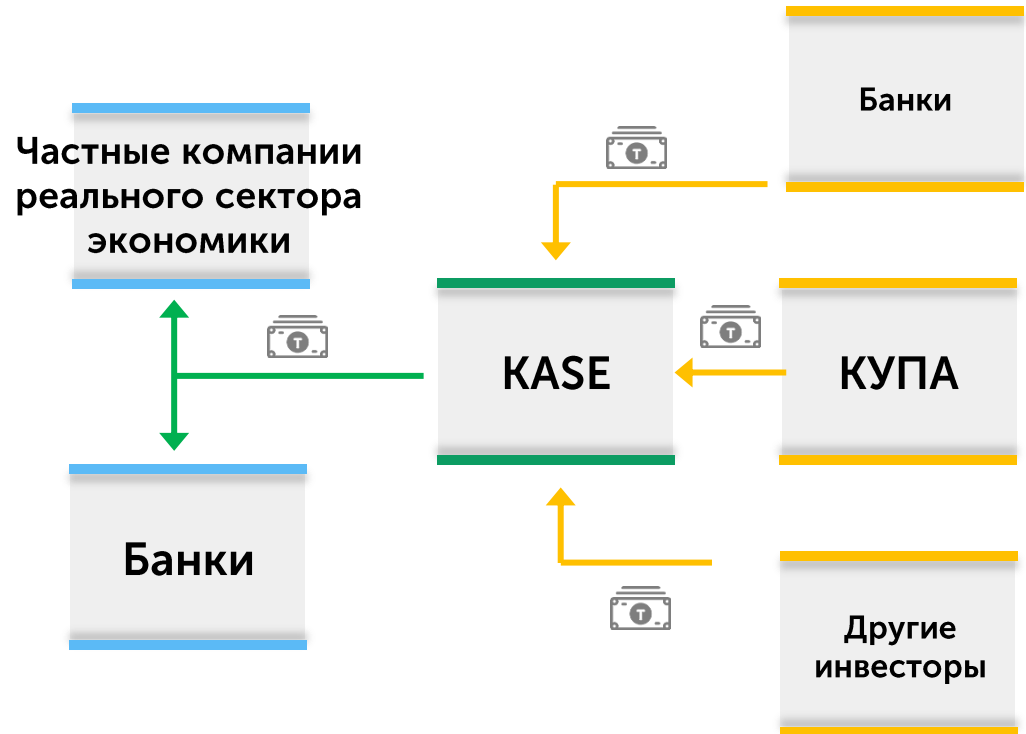 Банки
Частные компании
реального сектора
экономики
KASE
КУПА
Банки
Другие
инвесторы
T
T
T
T